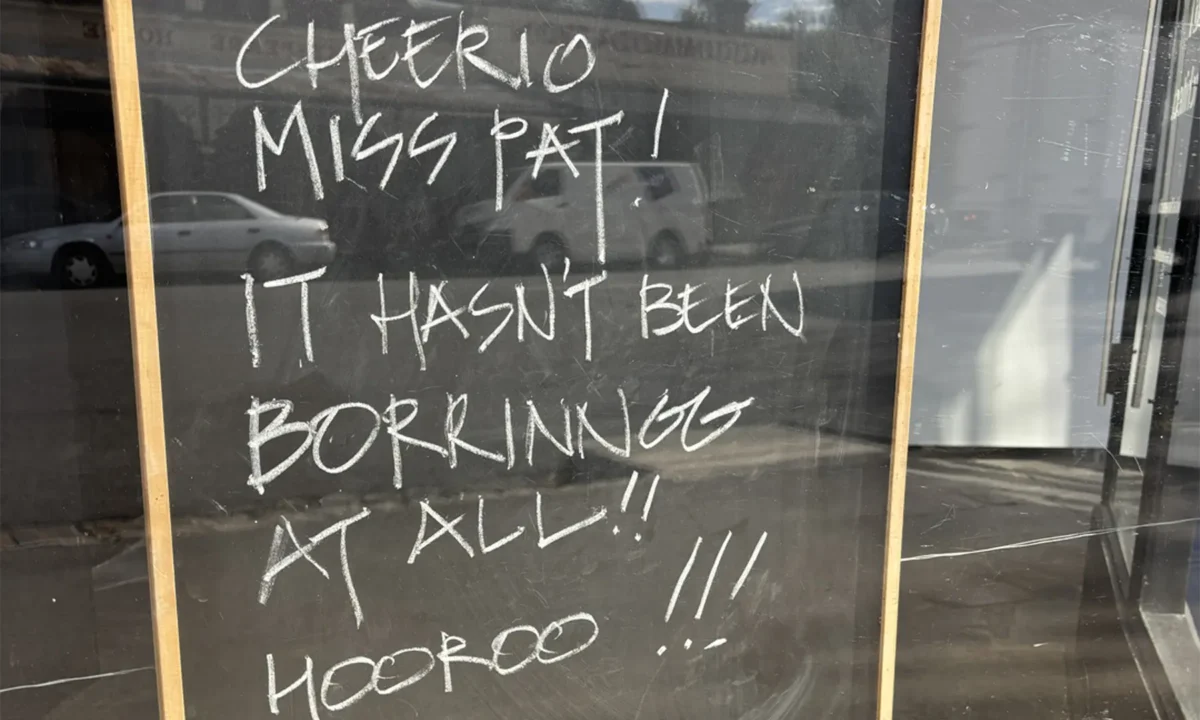 CHEERIO
MISS PAT!
IT HASN'T BEEN
BORRINNGG
AT ALL!!
HOOROO !!!